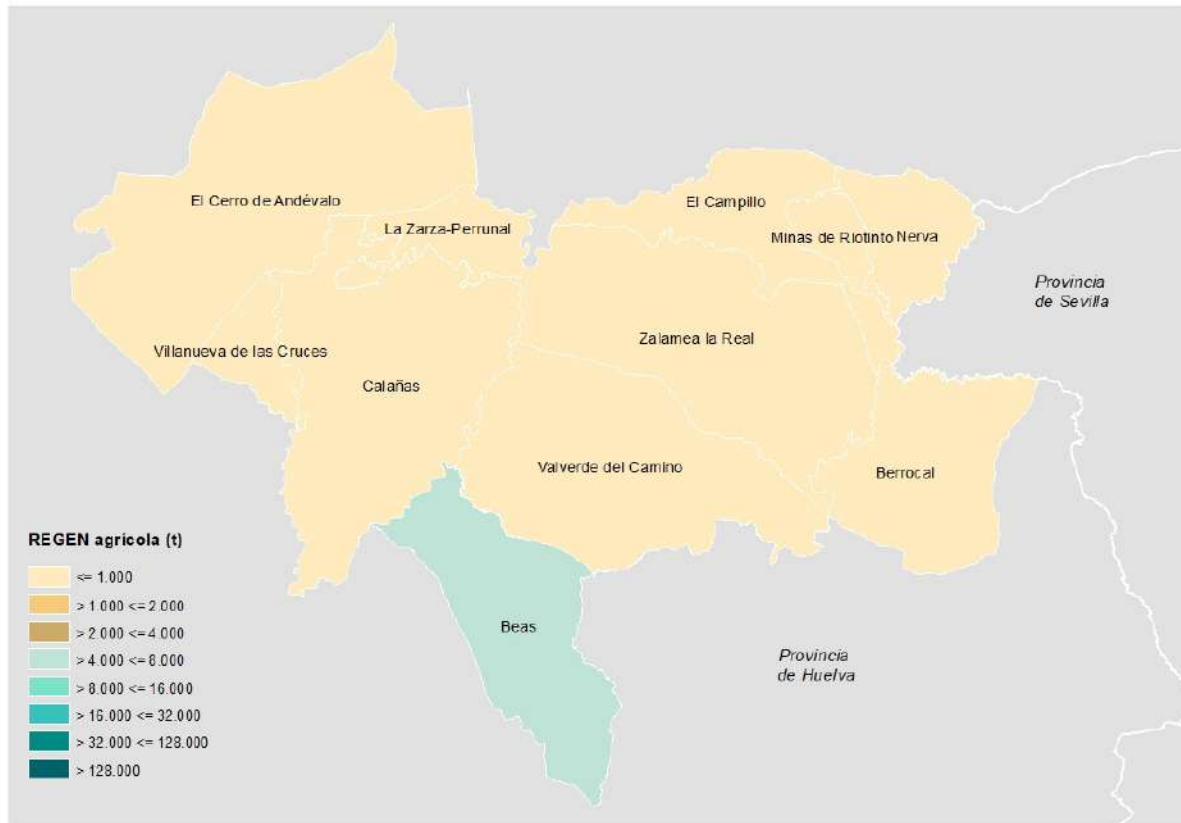 El Cerro de Andévalo
El Campillo
La Zarza-Perrunal
Minas de Riotinto
Nerva
Provincia
de Sevilla
Villanueva de las Cruces
Zalamea la Real
Calañas
Valverde del Camino
Berrocal
REGEN agrícola (t)
<= 1.000
> 1.000 <= 2.000
> 2.000 <= 4.000
> 4.000 <= 8.000
> 8.000 <= 16.000
> 16.000 <= 32.000
> 32.000 <= 128.000
> 128.000
Beas
Provincia
de Huelva